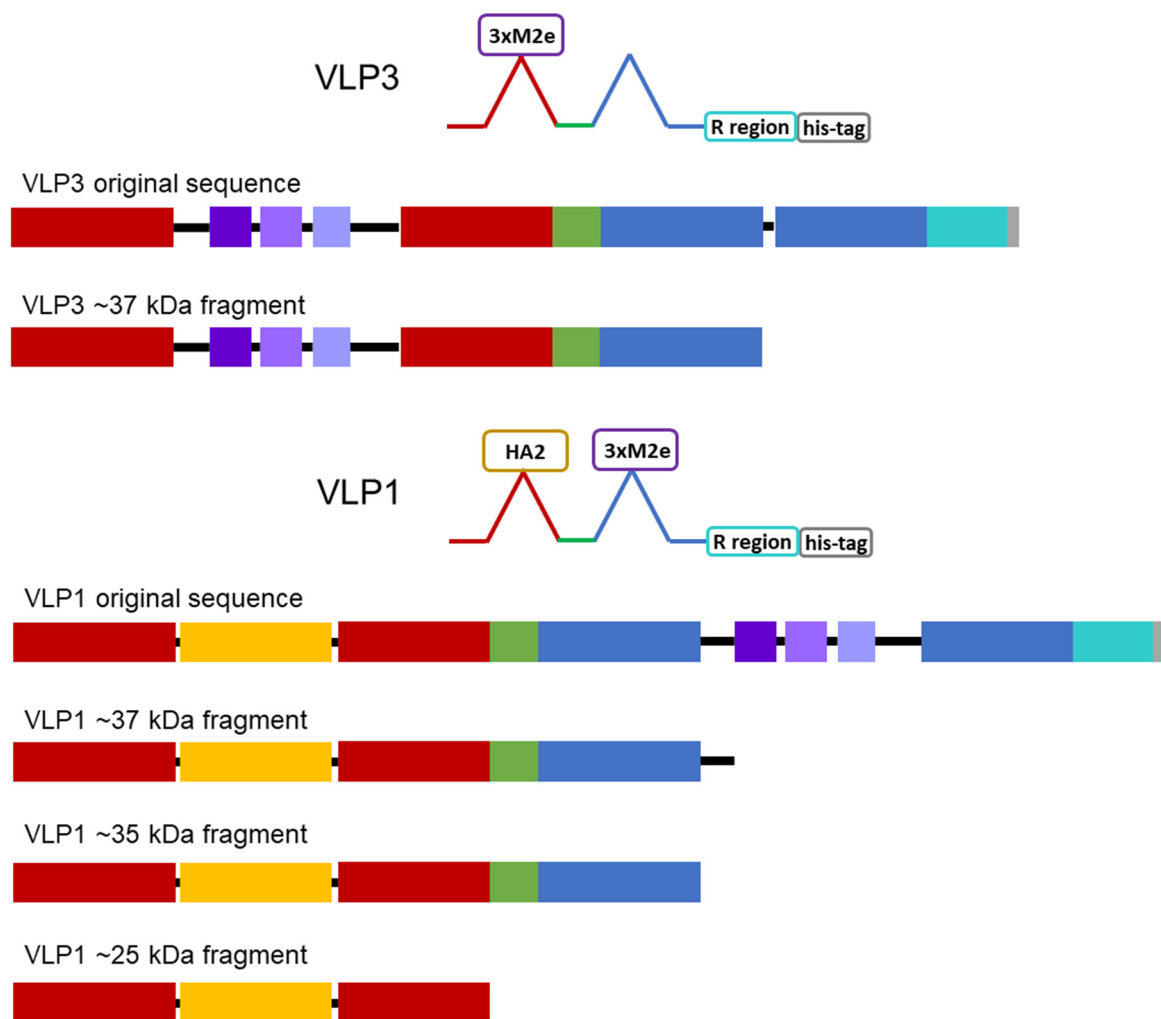 3xM2e
VLP3
R region his-tag
VLP3 original sequence
VLP3 ~37 kDa fragment
HA2 3xM2e
VLP1
R region his-tag
VLP1 original sequence
VLP1 ~37 kDa fragment
VLP1 ~35 kDa fragment
VLP1 ~25 kDa fragment